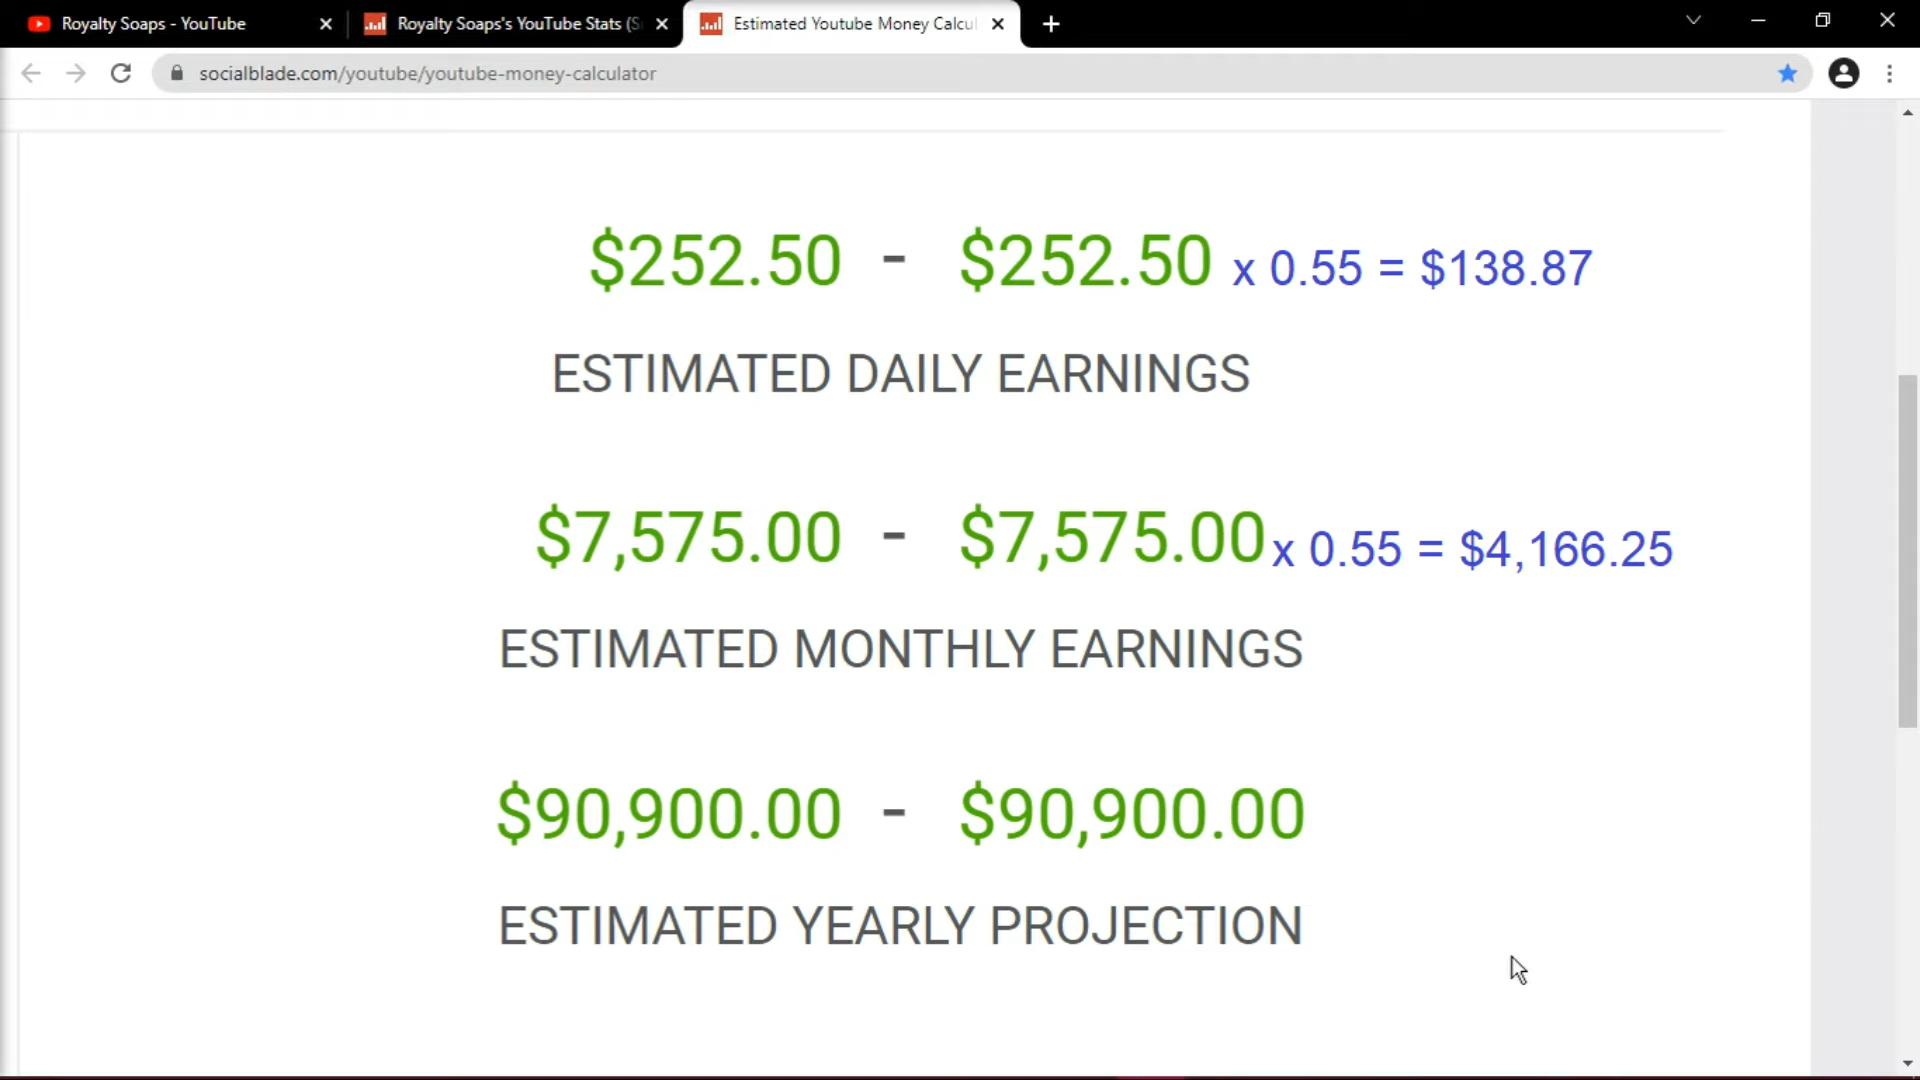 Royalty Soaps - YouTube
Royalty Soaps's YouTube Stats (S
Estimated Youtube Money Calcul
socialblade.com/youtube/youtube-money-calculator
$252.50 - $252.50 x 0.55 = $138.87
ESTIMATED DAILY EARNINGS
$7,575.00 - $7,575.00 x 0.55 = $4,166.25
ESTIMATED MONTHLY EARNINGS
$90,900.00 - $90,900.00
ESTIMATED YEARLY PROJECTION